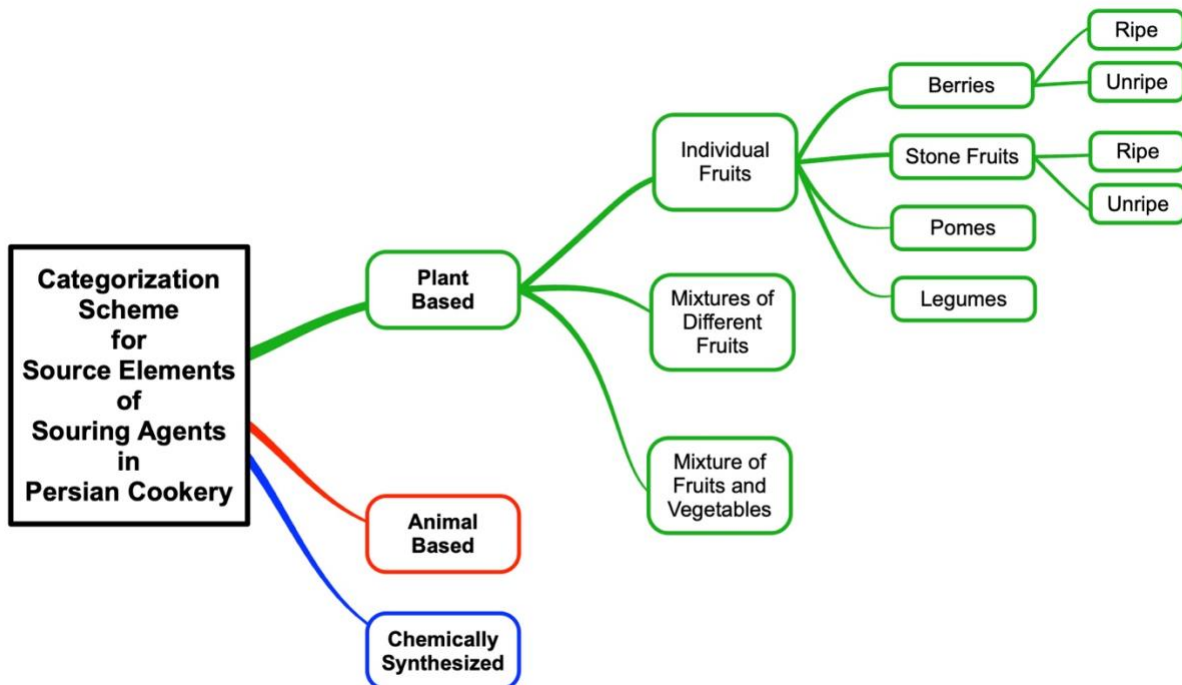 Categorization
Scheme
for
Source Elements
of
Souring Agents
in
Persian Cookery
Plant
Based
Animal
Based
Chemically
Synthesized
Individual
Fruits
Mixtures of
Different
Fruits
Mixture of
Fruits and
Vegetables
Berries
Stone Fruits
Pomes
Legumes
Ripe
Unripe
Ripe
Unripe